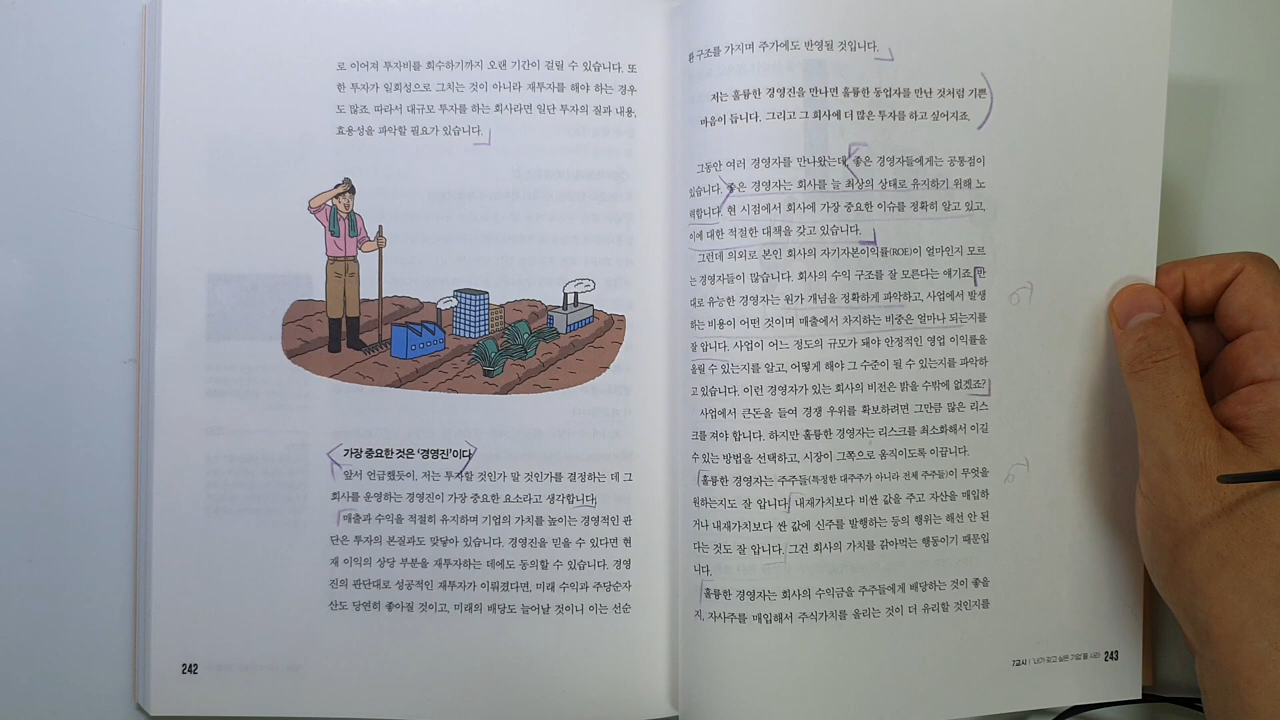 로 이어져 투자비를 회수하기까지 오랜 기간이 걸릴 수 있습니다. 또
한 투자가 일회성으로 그치는 것이 아니라 재투자를 해야 하는 경우
도 많죠. 따라서 대규모 투자를 하는 회사라면 일단 투자의 질과 내용,
효용성을 파악할 필요가 있습니다.
가장 중요한 것은 '경영진'이다
앞서 언급했듯이, 저는 투자할 것인가 말 것인가를 결정하는 데 그
회사를 운영하는 경영진이 가장 중요한 요소라고 생각합니다.
매출과 수익을 적절히 유지하며 기업의 가치를 높이는 경영적인 판
단은 투자의 본질과도 맞닿아 있습니다. 경영진을 믿을 수 있다면 현
재 이익의 상당 부분을 재투자하는 데에도 동의할 수 있습니다. 경영
진의 판단대로 성공적인 재투자가 이뤄졌다면, 미래 수익과 주당순자
산도 당연히 좋아질 것이고, 미래의 배당도 늘어날 것이니 이는 선순
242
환 구조를 가지며 주가에도 반영될 것입니다.
저는 훌륭한 경영진을 만나면 훌륭한 동업자를 만난 것처럼 기쁜
마음이 듭니다. 그리고 그 회사에 더 많은 투자를 하고 싶어지죠.
그동안 여러 경영자를 만나왔는데, 좋은 경영자들에게는 공통점이
있습니다. 좋은 경영자는 회사를 늘 최상의 상태로 유지하기 위해 노
력합니다. 현 시점에서 회사에 가장 중요한 이슈를 정확히 알고 있고,
이에 대한 적절한 대책을 갖고 있습니다.
그런데 의외로 본인 회사의 자기자본이익률(ROE)이 얼마인지 모르
는 경영자들이 많습니다. 회사의 수익 구조를 잘 모른다는 얘기죠. 반
대로 유능한 경영자는 원가 개념을 정확하게 파악하고, 사업에서 발생
하는 비용이 어떤 것이며 매출에서 차지하는 비중은 얼마나 되는지를
잘 압니다. 사업이 어느 정도의 규모가 돼야 안정적인 영업 이익률을
올릴 수 있는지를 알고, 어떻게 해야 그 수준이 될 수 있는지를 파악하
고 있습니다. 이런 경영자가 있는 회사의 비전은 밝을 수밖에 없겠죠?
사업에서 큰돈을 들여 경쟁 우위를 확보하려면 그만큼 많은 리스
크를 져야 합니다. 하지만 훌륭한 경영자는 리스크를 최소화해서 이길
수 있는 방법을 선택하고, 시장이 그쪽으로 움직이도록 이끕니다.
훌륭한 경영자는 주주들(특정한 대주주가 아니라 전체 주주들)이 무엇을
원하는지도 잘 압니다. 내재가치보다 비싼 값을 주고 자산을 매입하
거나 내재가치보다 싼 값에 신주를 발행하는 등의 행위는 해선 안 된
다는 것도 잘 압니다. 그건 회사의 가치를 갉아먹는 행동이기 때문입
니다.
훌륭한 경영자는 회사의 수익금을 주주들에게 배당하는 것이 좋을
지, 자사주를 매입해서 주식가치를 올리는 것이 더 유리할 것인지를
7교시 | '내가 갖고 싶은 기업'을 사라 243